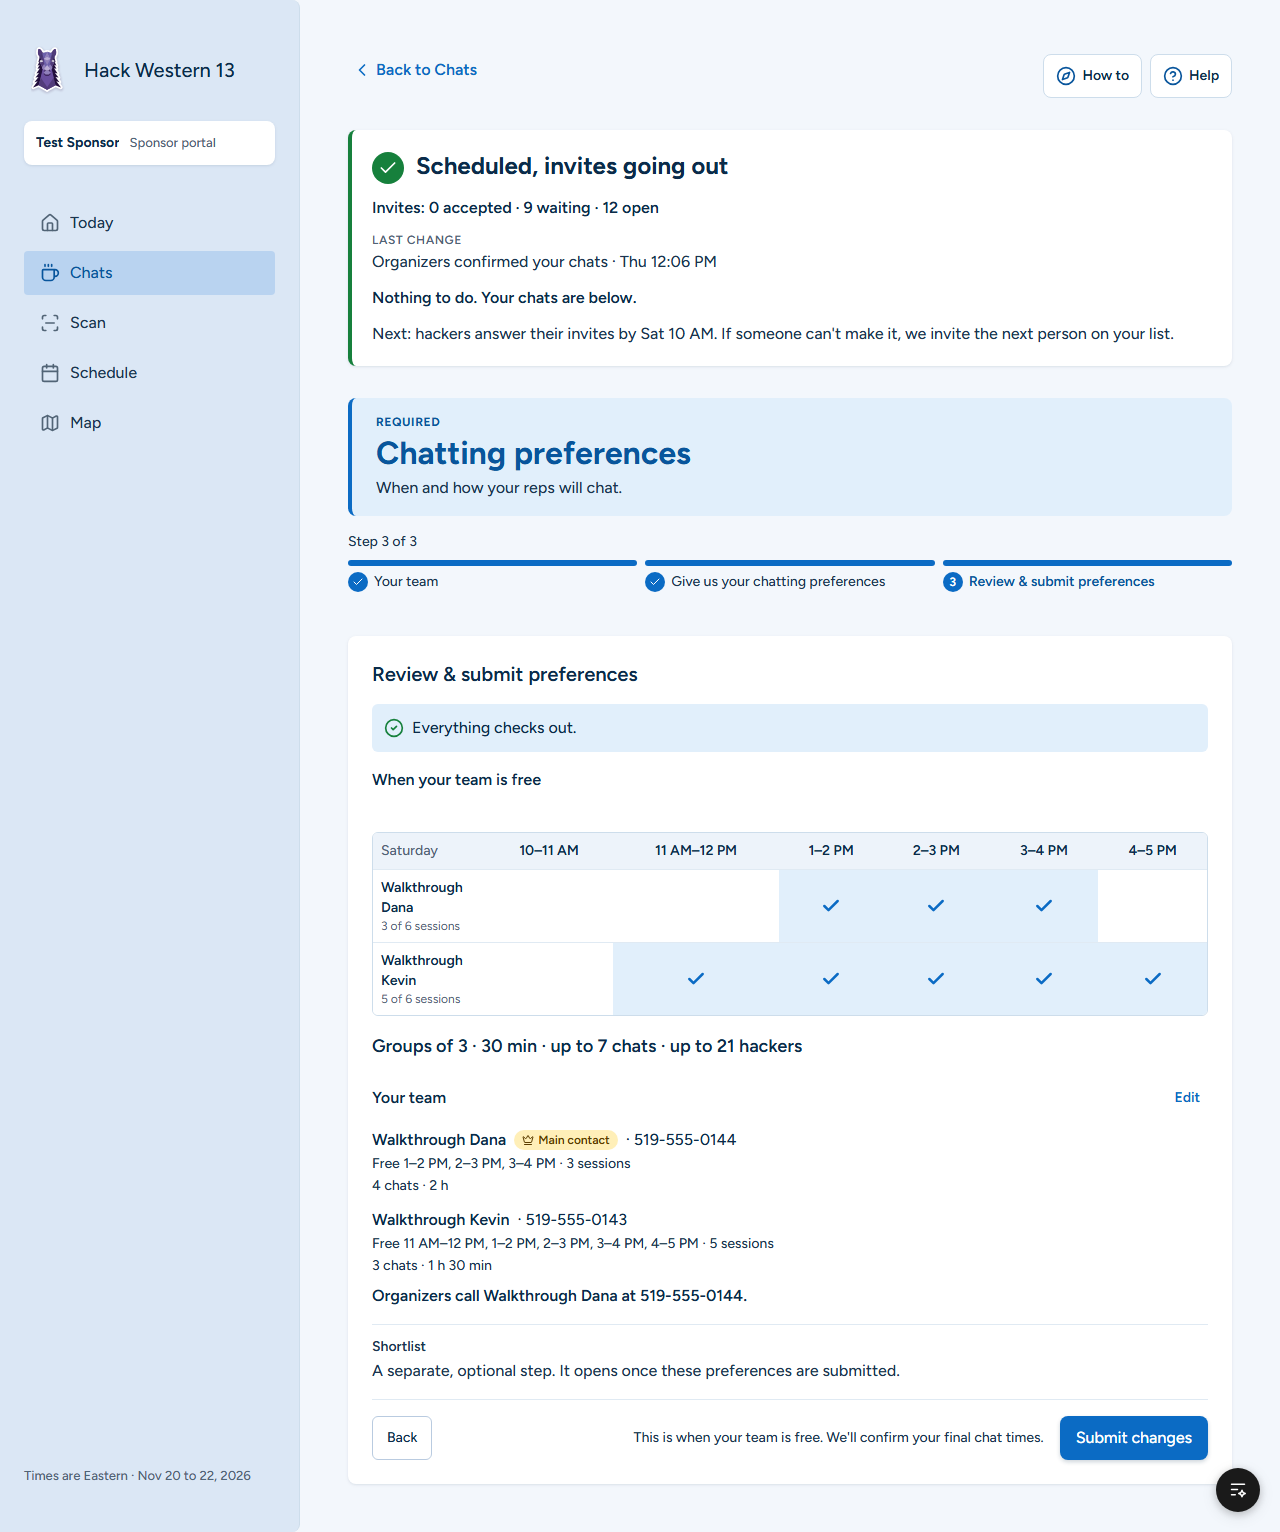 Hack Western 13
Test Sponsor Sponsor portal
Today
Chats
Scan
Schedule
Map
Times are Eastern · Nov 20 to 22, 2026
Back to Chats
How to
Help
Scheduled, invites going out
Invites: 0 accepted · 9 waiting · 12 open
LAST CHANGE
Organizers confirmed your chats · Thu 12:06 PM
Nothing to do. Your chats are below.
Next: hackers answer their invites by Sat 10 AM. If someone can't make it, we invite the next person on your list.
REQUIRED
Chatting preferences
When and how your reps will chat.
Step 3 of 3
Your team
Give us your chatting preferences
3 Review & submit preferences
Review & submit preferences
Everything checks out.
When your team is free
Saturday 10–11 AM 11 AM–12 PM 1–2 PM 2–3 PM 3–4 PM 4–5 PM
Walkthrough
Dana
3 of 6 sessions
Walkthrough
Kevin
5 of 6 sessions
Groups of 3 · 30 min · up to 7 chats · up to 21 hackers
Your team
Edit
Walkthrough Dana Main contact · 519-555-0144
Free 1–2 PM, 2–3 PM, 3–4 PM · 3 sessions
4 chats · 2 h
Walkthrough Kevin · 519-555-0143
Free 11 AM–12 PM, 1–2 PM, 2–3 PM, 3–4 PM, 4–5 PM · 5 sessions
3 chats · 1 h 30 min
Organizers call Walkthrough Dana at 519-555-0144.
Shortlist
A separate, optional step. It opens once these preferences are submitted.
Back
This is when your team is free. We'll confirm your final chat times.
Submit changes